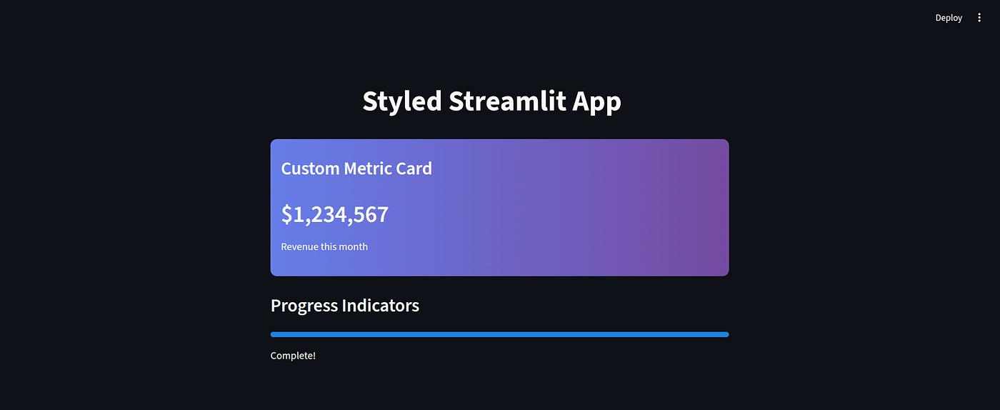 Deploy
Styled Streamlit App
Custom Metric Card
$1,234,567
Revenue this month
Progress Indicators
Complete!